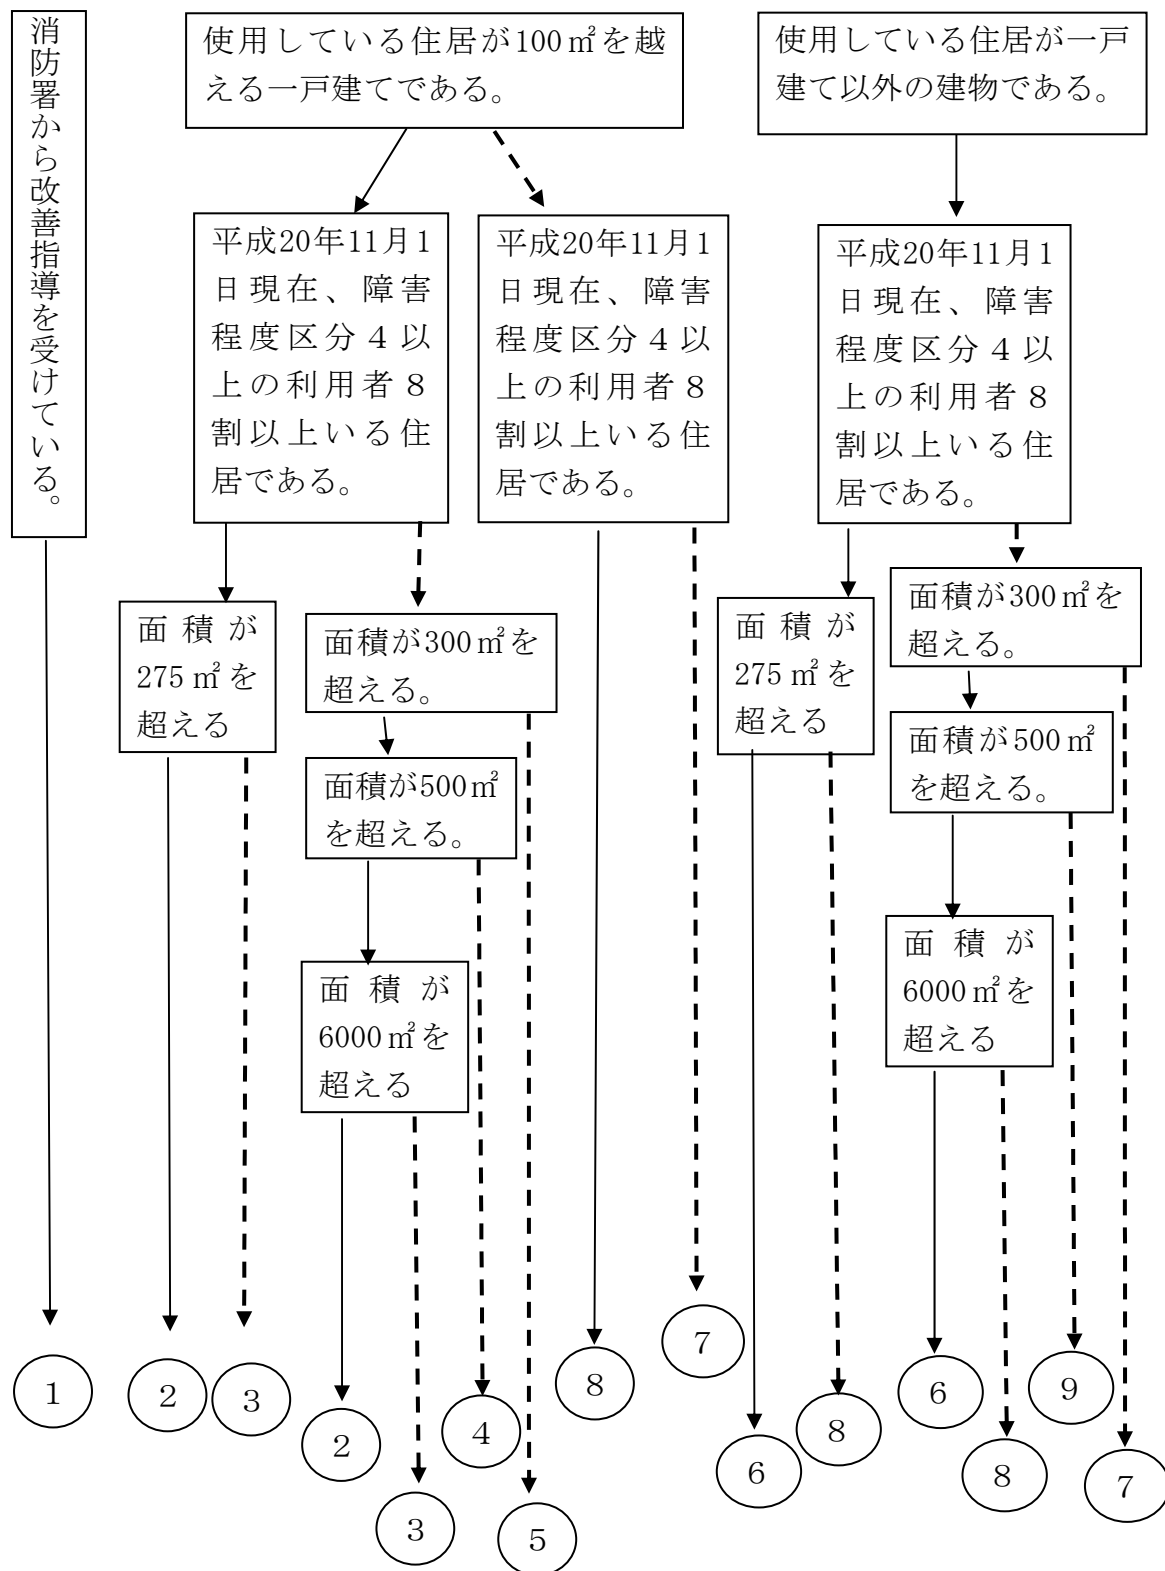 消防署から改善指導を受けている。
使用している住居が100㎡を越
える一戸建てである。
使用している住居が一戸
建て以外の建物である。
平成20年11月1
日現在、障害
程度区分４以
上の利用者８
割以上いる住
居である。
平成20年11月1
日現在、障害
程度区分４以
上の利用者８
割以上いる住
居である。
平成20年11月1
日現在、障害
程度区分４以
上の利用者８
割以上いる住
居である。
面積が
275㎡を
超える
面積が300㎡を
超える。
面積が500㎡
を超える。
面積が
6000㎡を
超える
面積が
275㎡を
超える
面積が300㎡を
超える。
面積が500㎡
を超える。
面積が
6000㎡を
超える
１
２
３
２
３
４
５
８
７
６
８
６
８
９
７